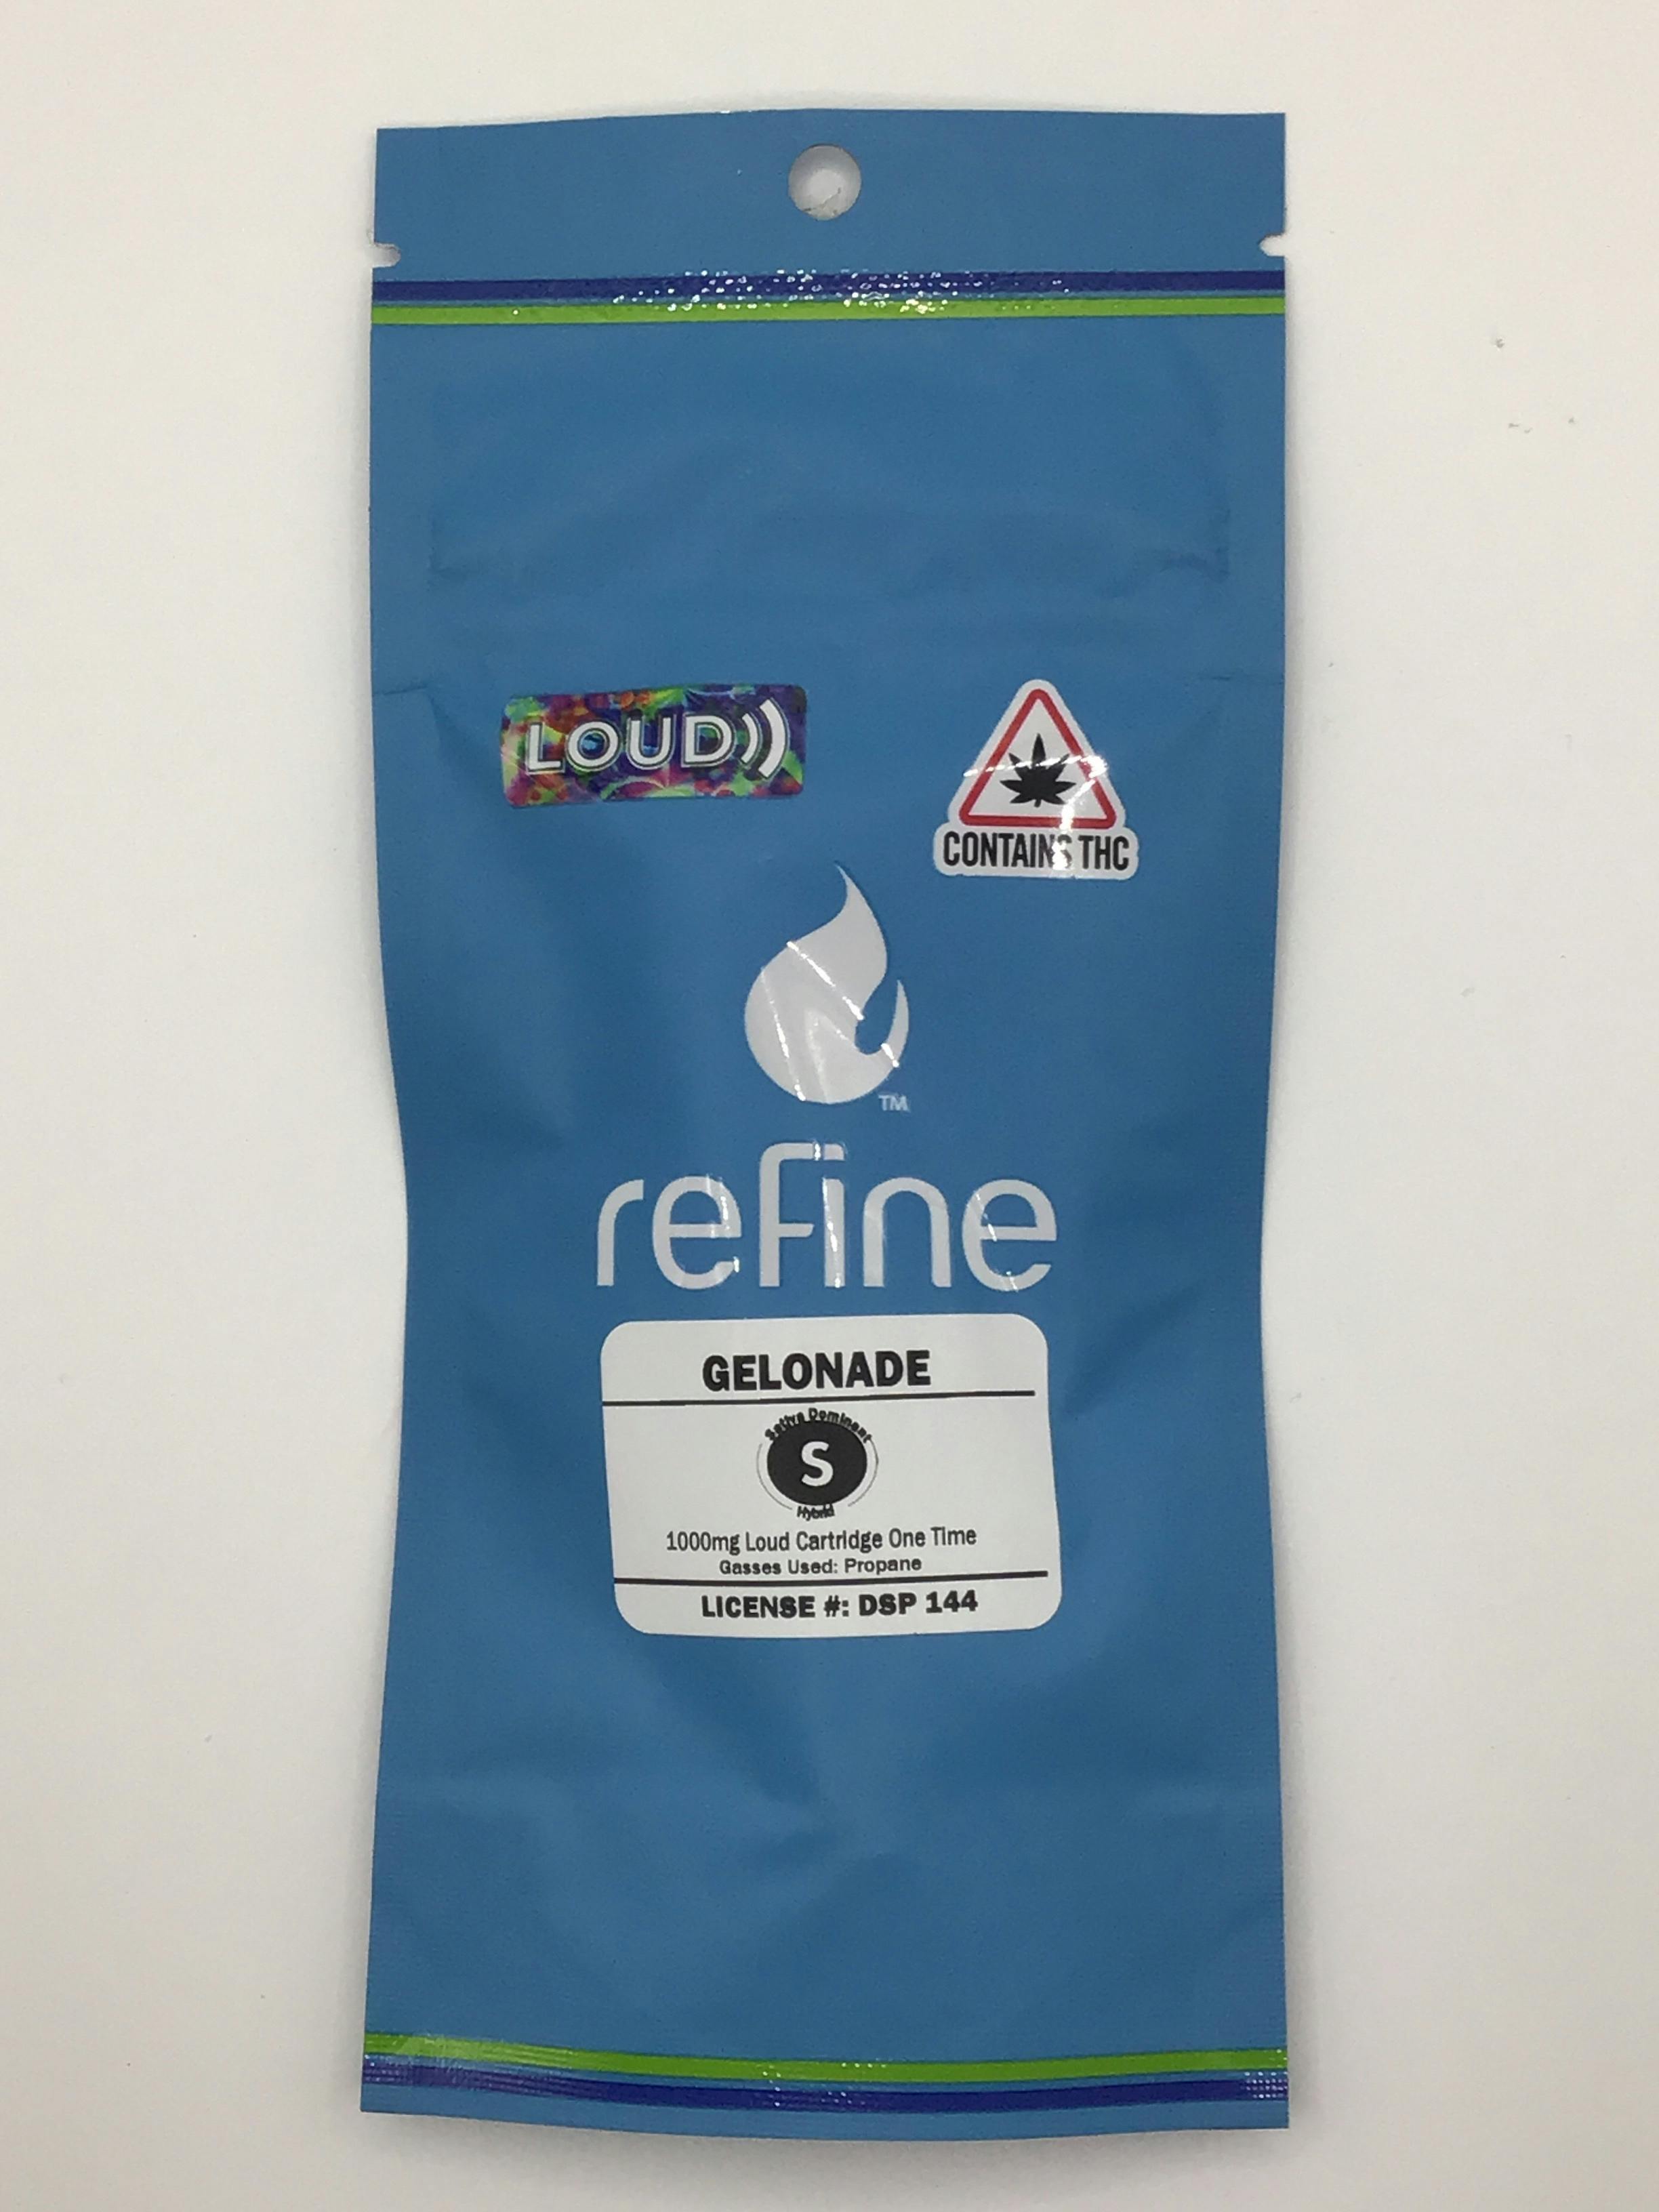 LOUD
CONTAINS THC
TM
refine
GELONADE
Sativa Dominant
S
Hybrid
1000mg Loud Cartridge One Time
Gasses Used: Propane
LICENSE #: DSP 144